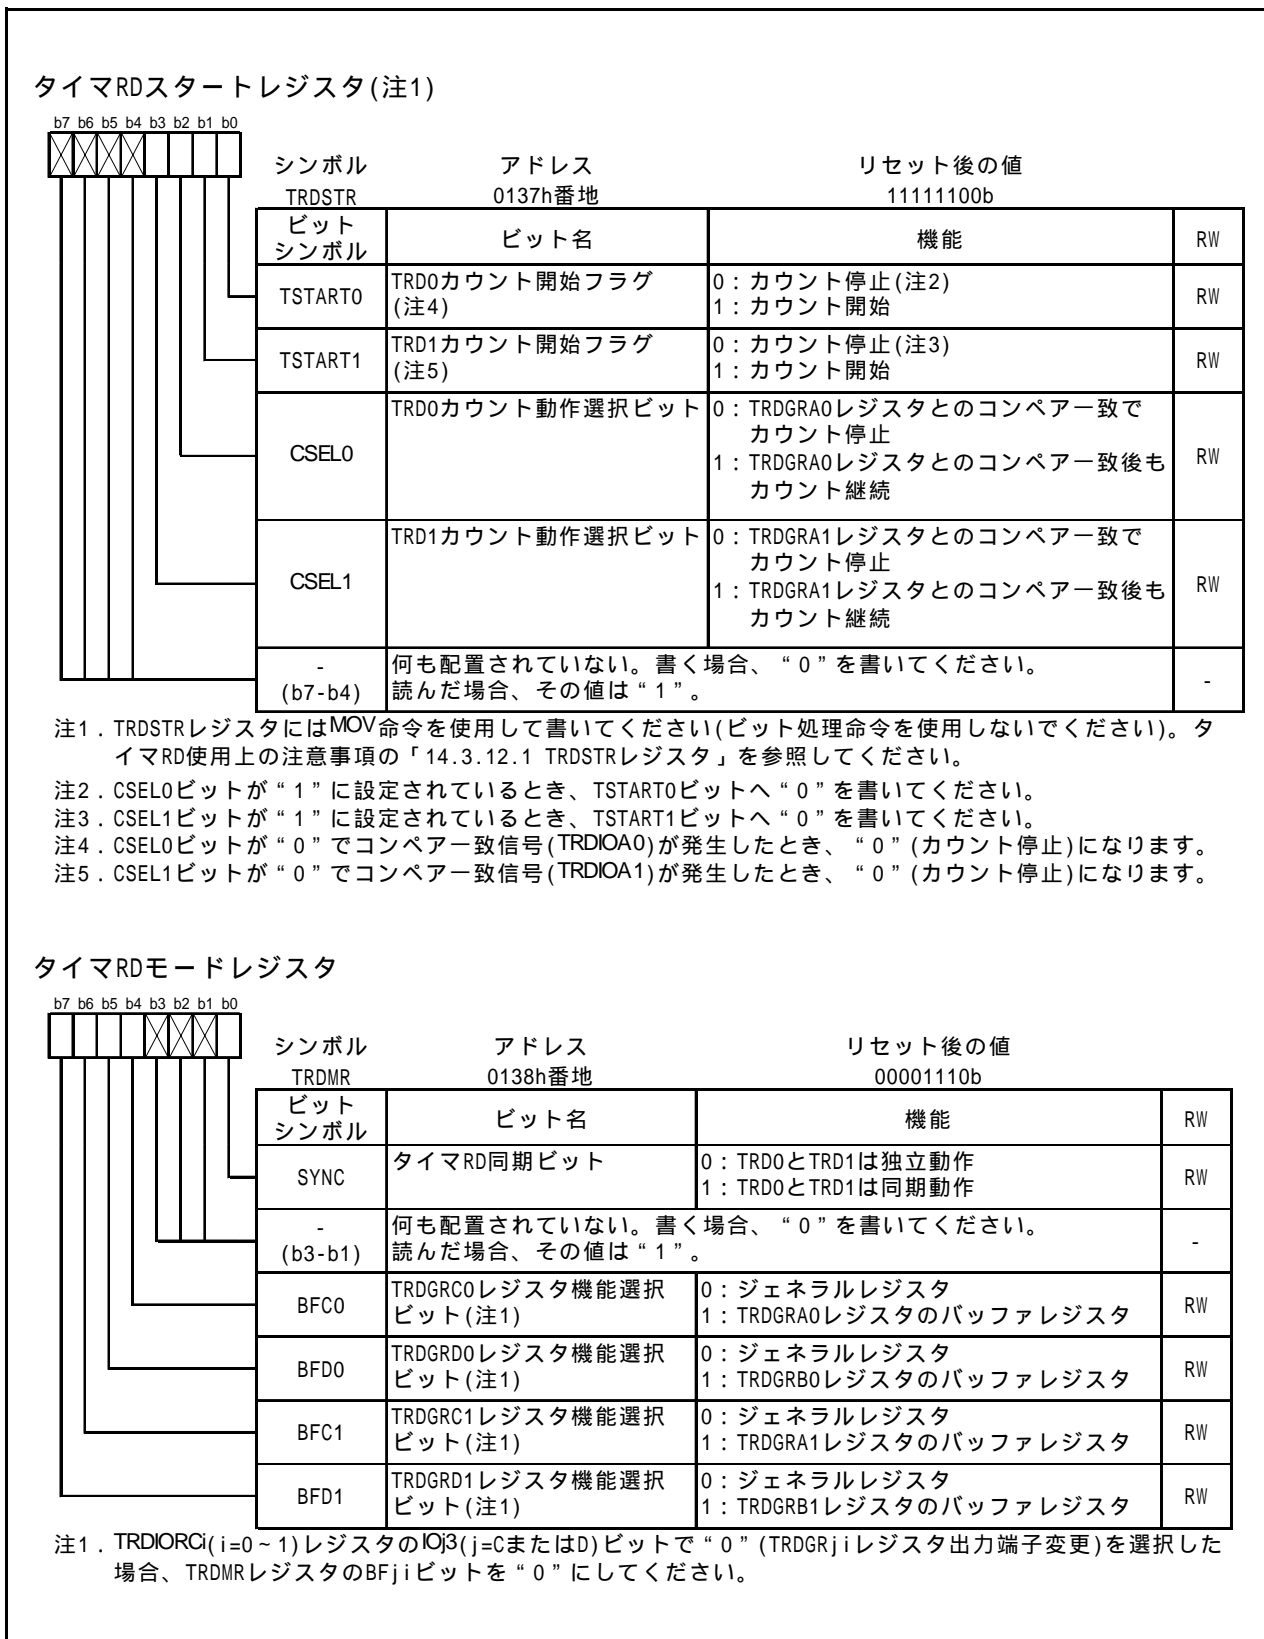 タイマRDスタートレジスタ(注1)
b7 b6 b5 b4 b3 b2 b1 b0
シンボル アドレス リセット後の値
TRDSTR 0137h番地 11111100b
ビット
シンボル ビット名 機能 RW
TSTART0 TRD0カウント開始フラグ
(注4) 0：カウント停止(注2)
1：カウント開始 RW
TSTART1 TRD1カウント開始フラグ
(注5) 0：カウント停止(注3)
1：カウント開始 RW
CSEL0 TRD0カウント動作選択ビット 0：TRDGRA0レジスタとのコンペア一致で
カウント停止
1：TRDGRA0レジスタとのコンペア一致後も
カウント継続 RW
CSEL1 TRD1カウント動作選択ビット 0：TRDGRA1レジスタとのコンペア一致で
カウント停止
1：TRDGRA1レジスタとのコンペア一致後も
カウント継続 RW
-
(b7-b4) 何も配置されていない。書く場合、“0”を書いてください。
読んだ場合、その値は“1”。 -
注1．TRDSTRレジスタにはMOV命令を使用して書いてください(ビット処理命令を使用しないでください)。タ
イマRD使用上の注意事項の「14.3.12.1 TRDSTRレジスタ」を参照してください。
注2．CSEL0ビットが“1”に設定されているとき、TSTART0ビットへ“0”を書いてください。
注3．CSEL1ビットが“1”に設定されているとき、TSTART1ビットへ“0”を書いてください。
注4．CSEL0ビットが“0”でコンペア一致信号(TRDIOA0)が発生したとき、“0”(カウント停止)になります。
注5．CSEL1ビットが“0”でコンペア一致信号(TRDIOA1)が発生したとき、“0”(カウント停止)になります。
タイマRDモードレジスタ
b7 b6 b5 b4 b3 b2 b1 b0
シンボル アドレス リセット後の値
TRDMR 0138h番地 00001110b
ビット
シンボル ビット名 機能 RW
SYNC タイマRD同期ビット 0：TRD0とTRD1は独立動作
1：TRD0とTRD1は同期動作 RW
-
(b3-b1) 何も配置されていない。書く場合、“0”を書いてください。
読んだ場合、その値は“1”。 -
BFC0 TRDGRC0レジスタ機能選択
ビット(注1) 0：ジェネラルレジスタ
1：TRDGRA0レジスタのバッファレジスタ RW
BFD0 TRDGRD0レジスタ機能選択
ビット(注1) 0：ジェネラルレジスタ
1：TRDGRB0レジスタのバッファレジスタ RW
BFC1 TRDGRC1レジスタ機能選択
ビット(注1) 0：ジェネラルレジスタ
1：TRDGRA1レジスタのバッファレジスタ RW
BFD1 TRDGRD1レジスタ機能選択
ビット(注1) 0：ジェネラルレジスタ
1：TRDGRB1レジスタのバッファレジスタ RW
注1．TRDIORCi(i=0～1)レジスタのIOj3(j=CまたはD)ビットで“0”(TRDGRjiレジスタ出力端子変更)を選択した
場合、TRDMRレジスタのBFjiビットを“0”にしてください。